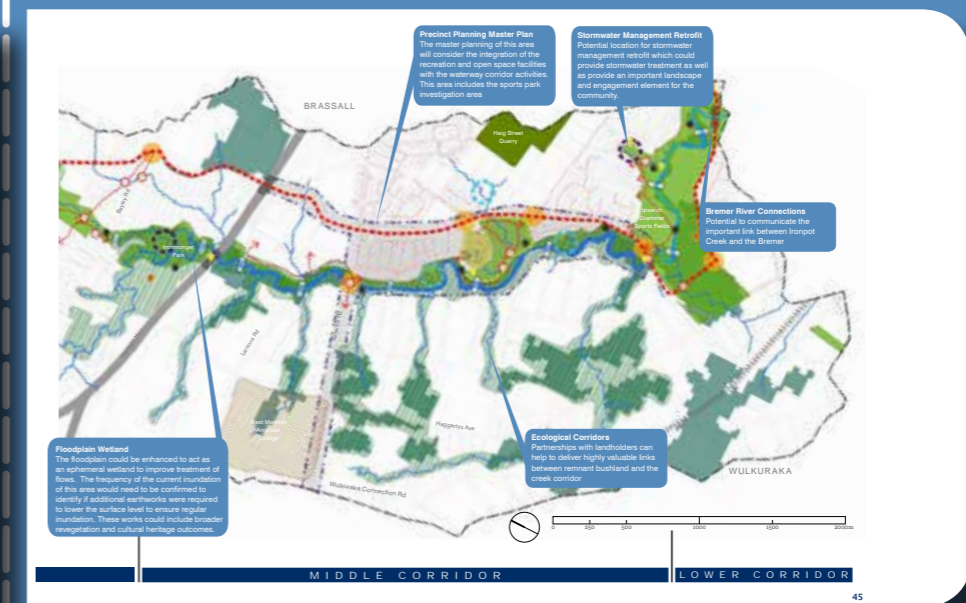 Precinct Planning Master Plan
The master planning of this area
will consider the integration of the
recreation and open space facilities
with the waterway corridor activities.
This area includes the sports park
investigation area
Stormwater Management Retrofit
Potential location for stormwater
management retrofit which could
provide stormwater treatment as well
as provide an important landscape
and engagement element for the
community.
BRASSALL
Haig Street
Quarry
Ipswich
Grammar
Sports Fields
Bremer River Connections
Potential to communicate the
important link between Ironpot
Creek and the Bremer
Park
Haggertys Ave
Ecological Corridors
Partnerships with landholders can
help to deliver highly valuable links
between remnant bushland and the
creek corridor
WULKURAKA
Floodplain Wetland
The floodplain could be enhanced to act as
an ephemeral wetland to improve treatment of
flows. The frequency of the current inundation
of this area would need to be confirmed to
identify if additional earthworks were required
to lower the surface level to ensure regular
inundation. These works could include broader
revegetation and cultural heritage outcomes.
Wulkuraka Connection Rd
0 250 500 1000 1500 2000m
MIDDLE CORRIDOR
LOWER CORRIDOR
45